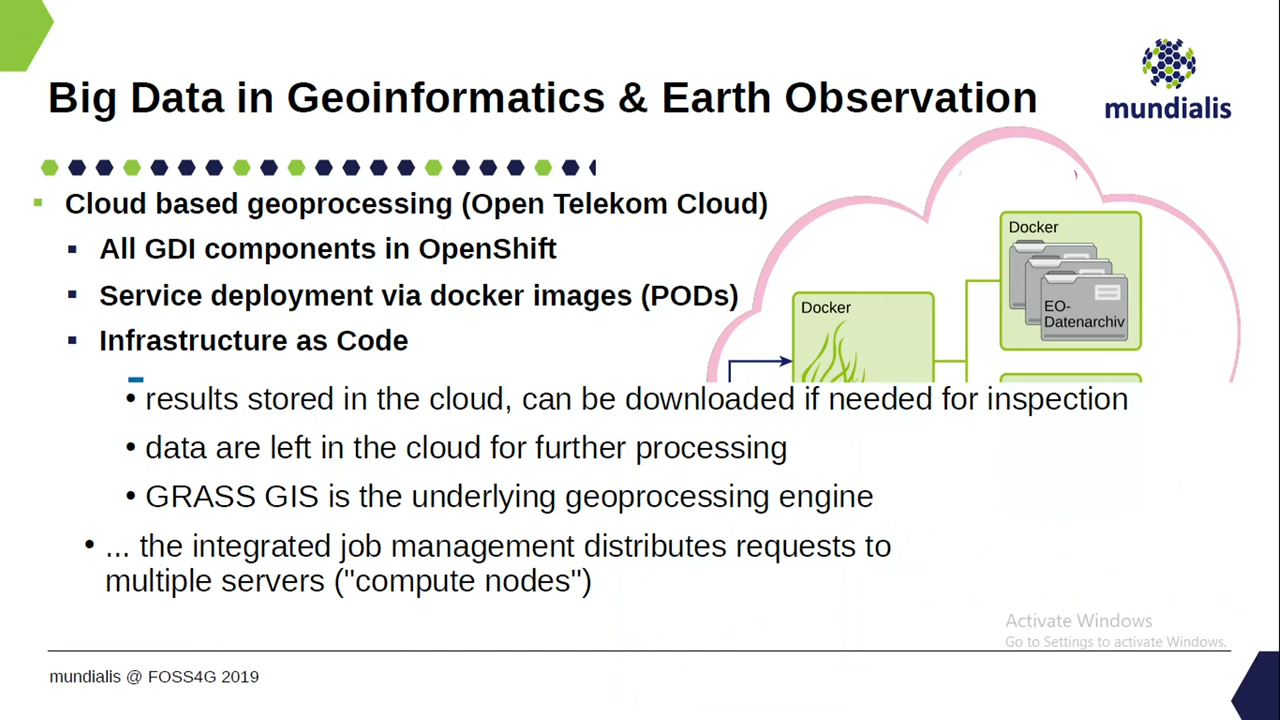 Big Data in Geoinformatics & Earth Observation
mundialis
Cloud based geoprocessing (Open Telekom Cloud)
All GDI components in OpenShift
Service deployment via docker images (PODs)
Infrastructure as Code
Docker
Docker
EO-
Datenarchiv
• results stored in the cloud, can be downloaded if needed for inspection
• data are left in the cloud for further processing
• GRASS GIS is the underlying geoprocessing engine
• ... the integrated job management distributes requests to
multiple servers ("compute nodes")
Activate Windows
Go to Settings to activate Windows.
mundialis @ FOSS4G 2019